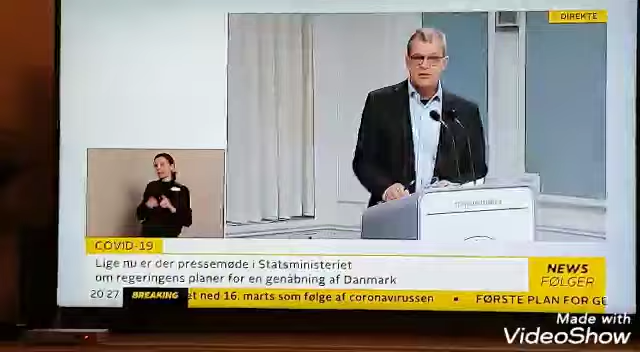 DIREKTE
COVID-19
Lige nu er der pressemøde i Statsministeriet
om regeringens planer for en genåbning af Danmark
NEWS
FØLGER
20 27 BREAKING et ned 16. marts som følge af coronavirussen • FØRSTE PLAN FOR GE
Made with
VideoShow